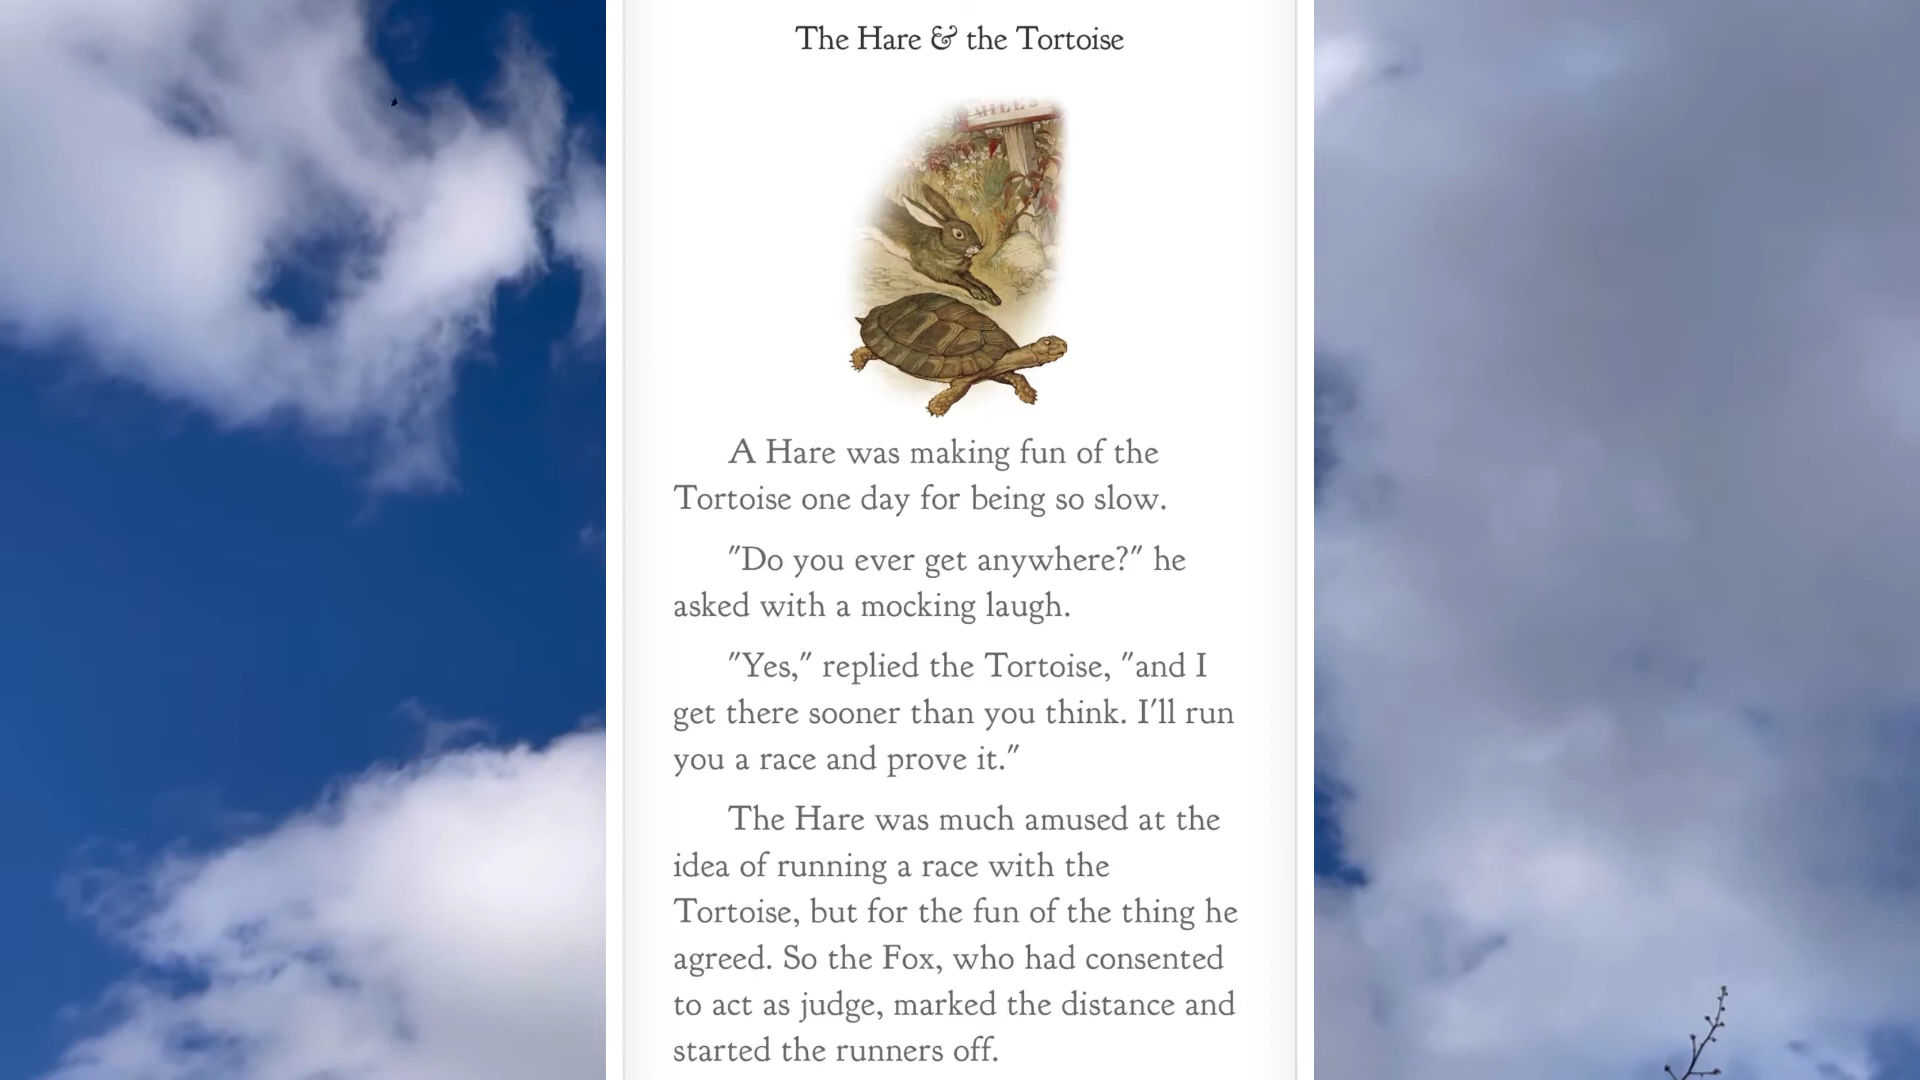 The Hare & the Tortoise
A Hare was making fun of the
Tortoise one day for being so slow.
"Do you ever get anywhere?" he
asked with a mocking laugh.
"Yes," replied the Tortoise, "and I
get there sooner than you think. I'll run
you a race and prove it."
The Hare was much amused at the
idea of running a race with the
Tortoise, but for the fun of the thing he
agreed. So the Fox, who had consented
to act as judge, marked the distance and
started the runners off.